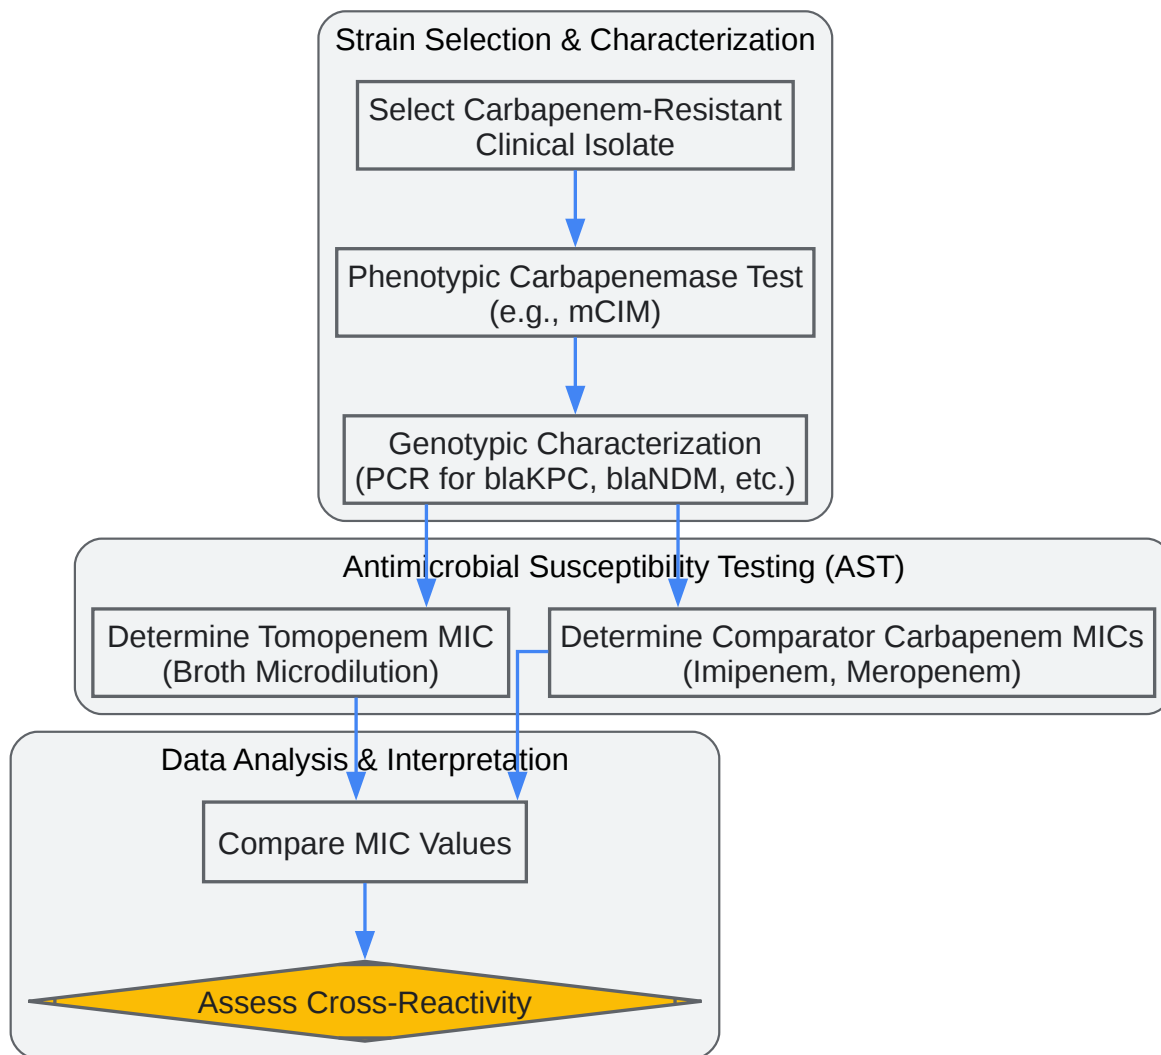 Strain Selection & Characterization
Select Carbapenem-Resistant
Clinical Isolate
Phenotypic Carbapenemase Test
(e.g., mCIM)
Genotypic Characterization
(PCR for blaKPC, blaNDM, etc.)
Antimicrobial Susceptibility Testing (AST)
Determine Tomopenem MIC
(Broth Microdilution)
Determine Comparator Carbapenem MICs
(Imipenem, Meropenem)
Data Analysis & Interpretation
Compare MIC Values
Assess Cross-Reactivity